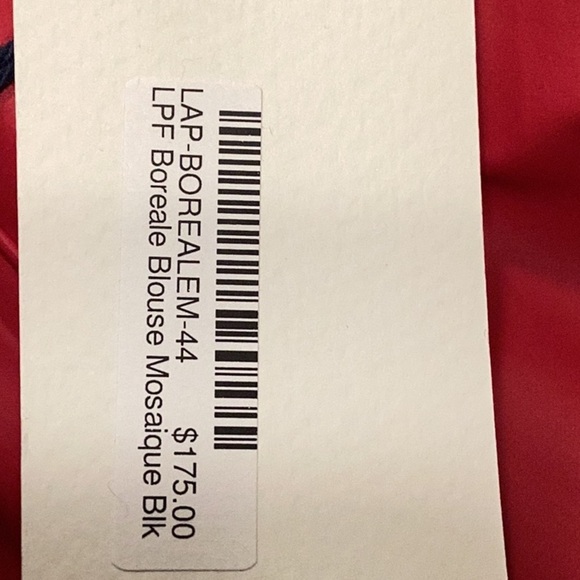 LAP-BOREALEM-44 $175.00
LPF Boreale Blouse Mosaique Blk